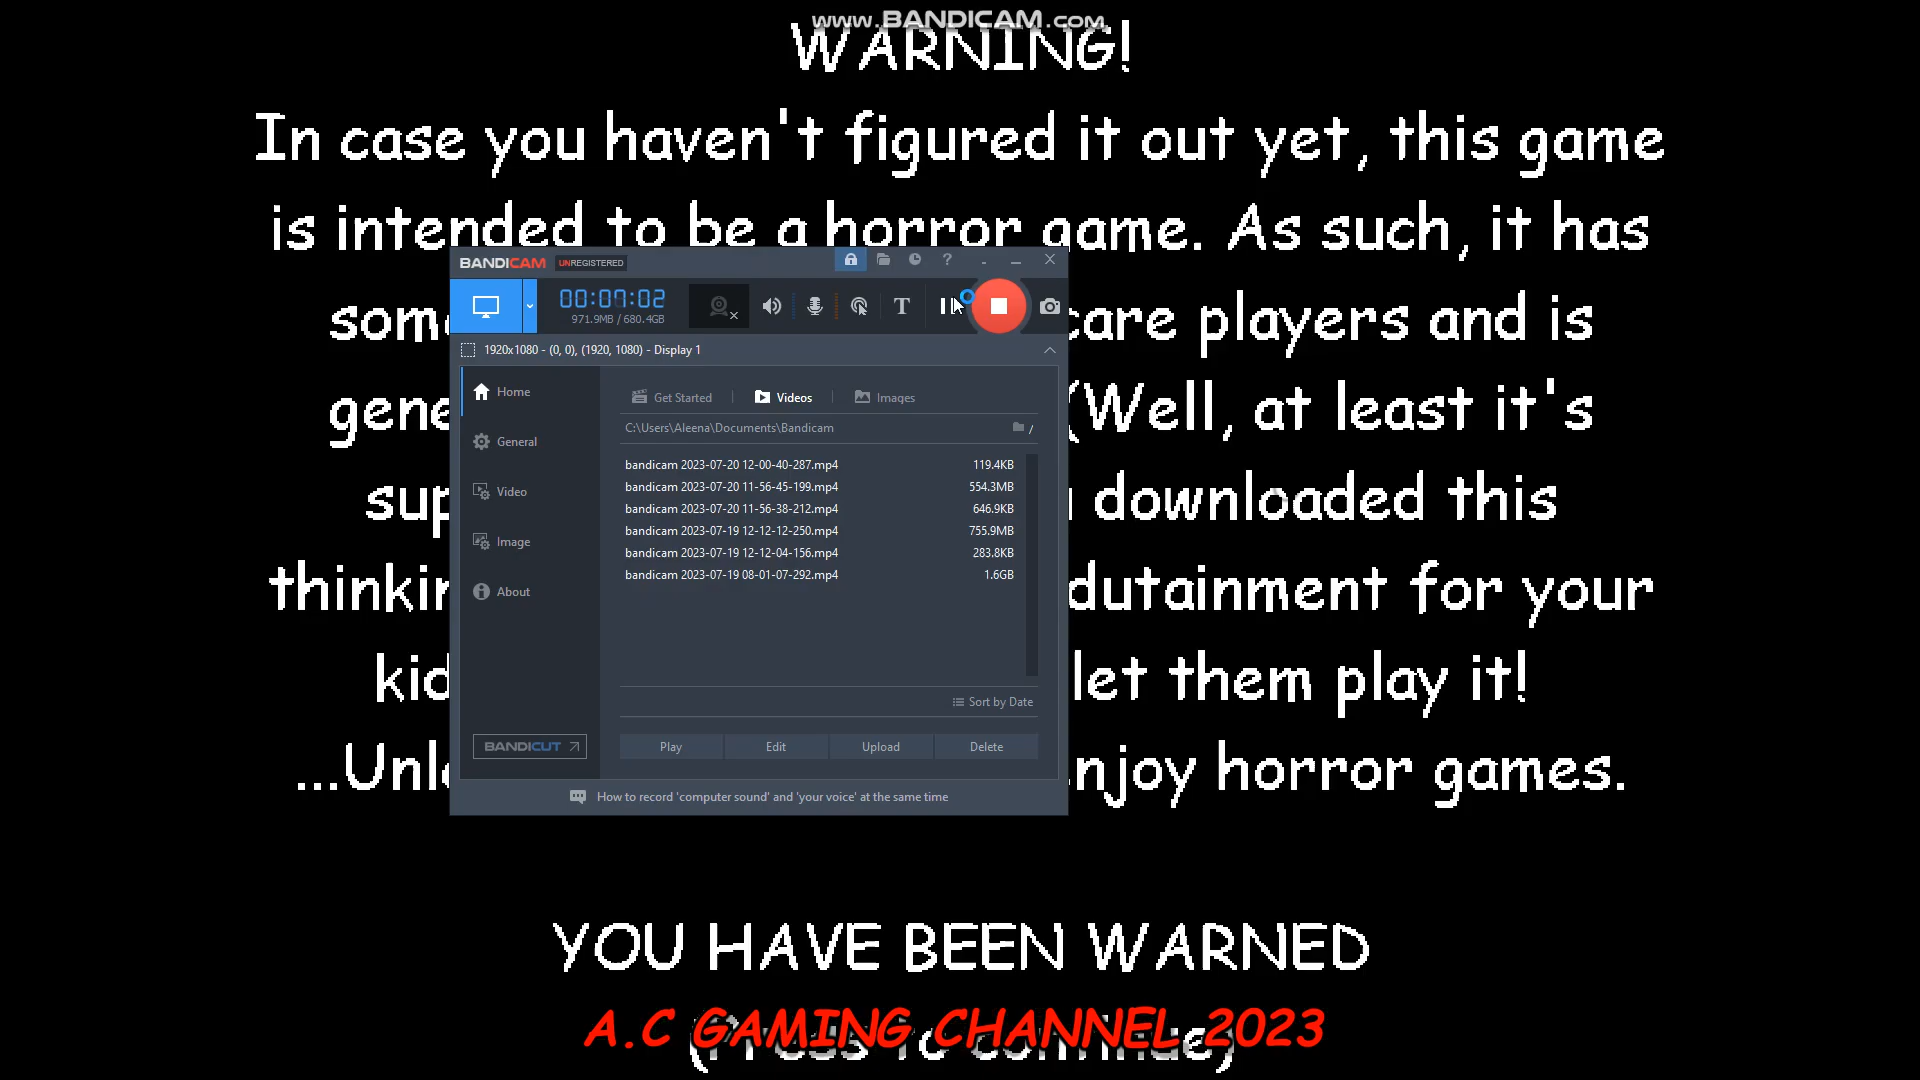 www.BANDICAM.com
WARNING!
In case you haven't figured it out yet, this game
is intended to be a horror game. As such, it has
care players and is
(Well, at least it's
downloaded this
for your
let them play it!
horror games.
BANDICAM UNREGISTERED
?
00:07:02
971.9MB / 680.4GB
T
1920x1080 - (0, 0), (1920, 1080) - Display 1
Home
General
Video
Image
About
BANDICUT
Get Started
Videos
Images
C:\Users\Aleena\Documents\Bandicam
/
bandicam 2023-07-20 12-00-40-287.mp4 119.4KB
bandicam 2023-07-20 11-56-45-199.mp4 554.3MB
bandicam 2023-07-20 11-56-38-212.mp4 646.9KB
bandicam 2023-07-19 12-12-12-250.mp4 755.9MB
bandicam 2023-07-19 12-12-04-156.mp4 283.8KB
bandicam 2023-07-19 08-01-07-292.mp4 1.6GB
Sort by Date
Play Edit Upload Delete
How to record 'computer sound' and 'your voice' at the same time
YOU HAVE BEEN WARNED
A.C GAMING CHANNEL 2023